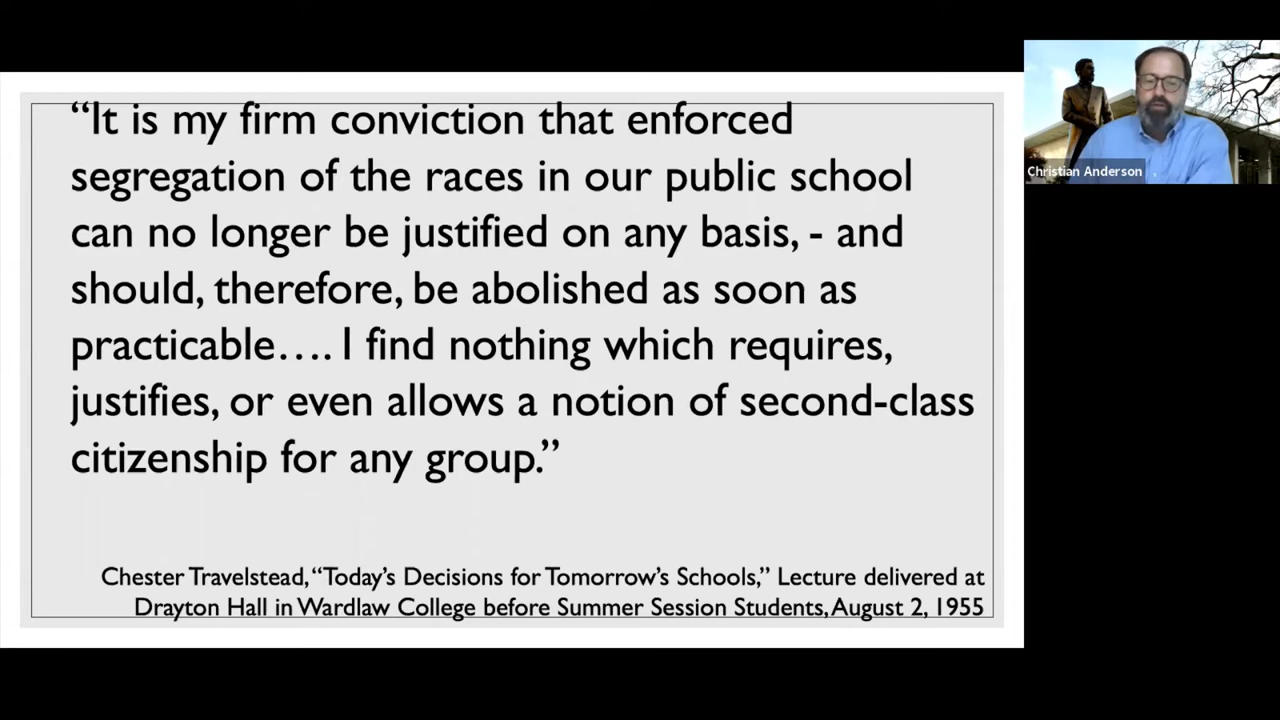 “It is my firm conviction that enforced
segregation of the races in our public school
can no longer be justified on any basis, - and
should, therefore, be abolished as soon as
practicable…. I find nothing which requires,
justifies, or even allows a notion of second-class
citizenship for any group.”
Chester Travelstead, “Today’s Decisions for Tomorrow’s Schools,” Lecture delivered at
Drayton Hall in Wardlaw College before Summer Session Students, August 2, 1955
Christian Anderson